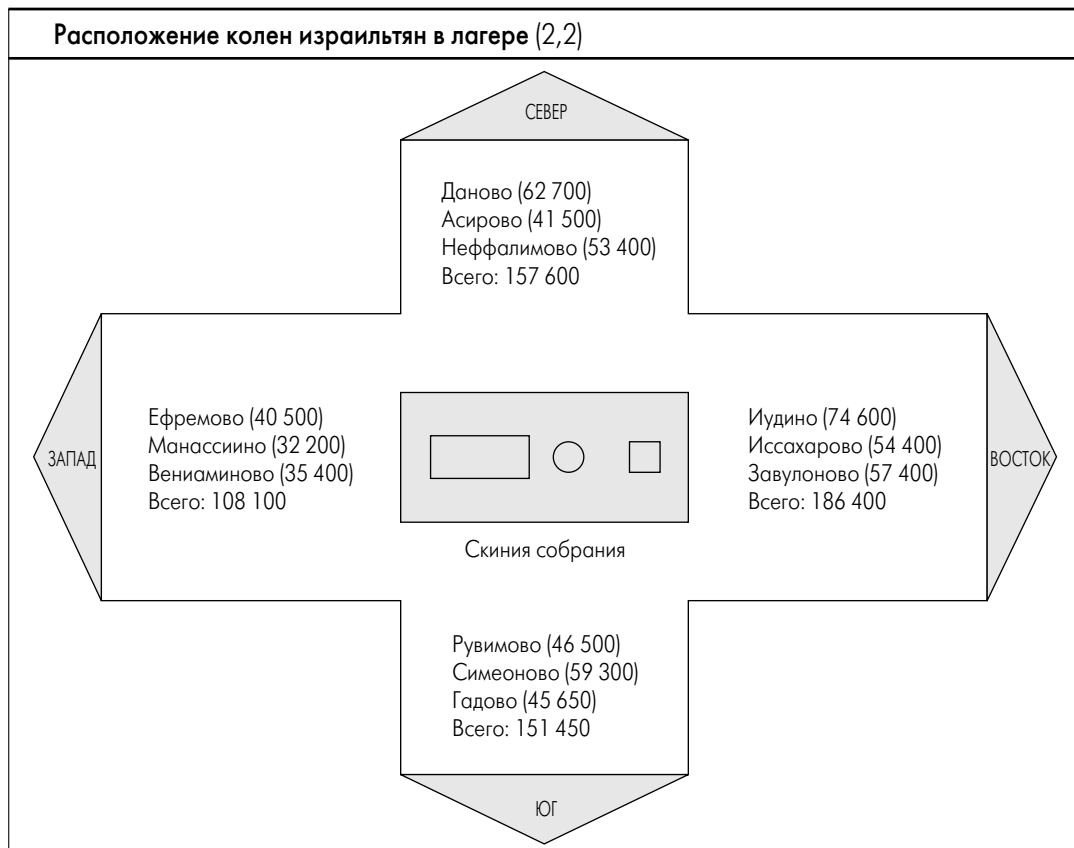 Расположение колен израильтян в лагере (2,2)
СЕВЕР
Даново (62 700)
Асирово (41 500)
Неффалимово (53 400)
Всего: 157 600
ЗАПАД
Ефремово (40 500)
Манассиино (32 200)
Вениаминово (35 400)
Всего: 108 100
Скиния собрания
Иудино (74 600)
Иссахарово (54 400)
Завулоново (57 400)
Всего: 186 400
ВОСТОК
Рувимово (46 500)
Симеоново (59 300)
Гадово (45 650)
Всего: 151 450
ЮГ